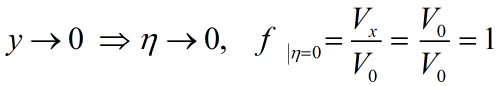 y → 0 ⇒ η → 0, f |η=0 = Vx/V0 = V0/V0 = 1